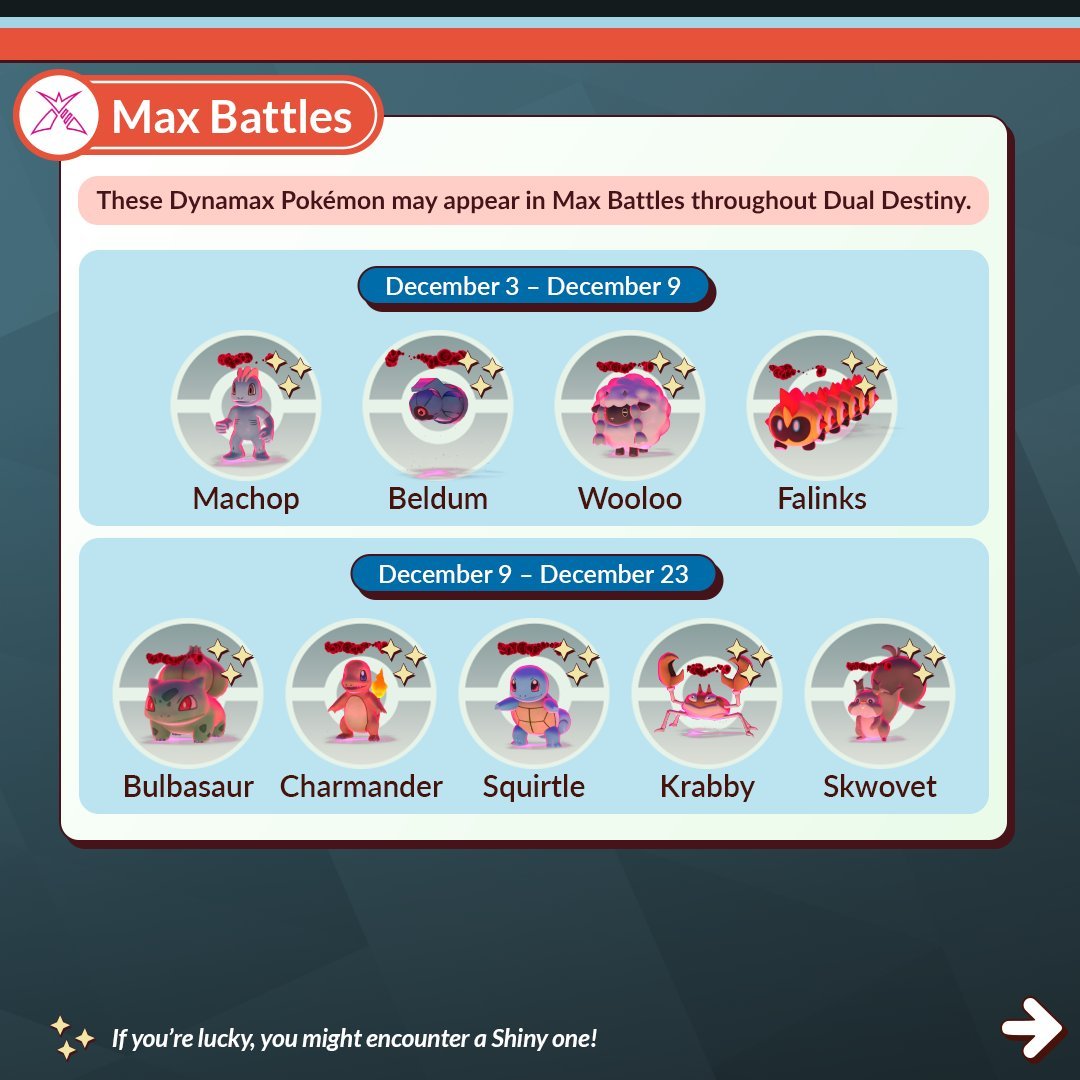 Max Battles
These Dynamax Pokémon may appear in Max Battles throughout Dual Destiny.
December 3 – December 9
Machop
Beldum
Wooloo
Falinks
December 9 – December 23
Bulbasaur
Charmander
Squirtle
Krabby
Skwovet
If you’re lucky, you might encounter a Shiny one!